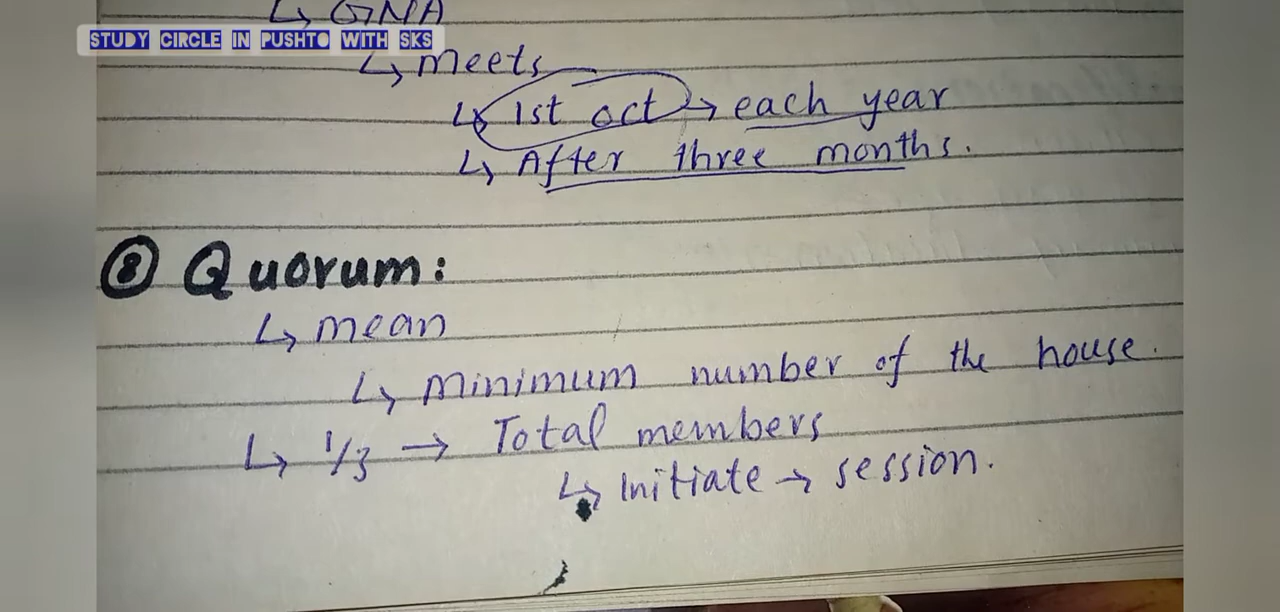 ↳ GNA
STUDY CIRCLE IN PUSHTO WITH SKS
↳ meets
↳ 1st oct → each year
↳ After three months.
⑧ Quorum:
↳ mean
↳ Minimum number of the house.
↳ 1/3 → Total members
↳ Initiate → session.